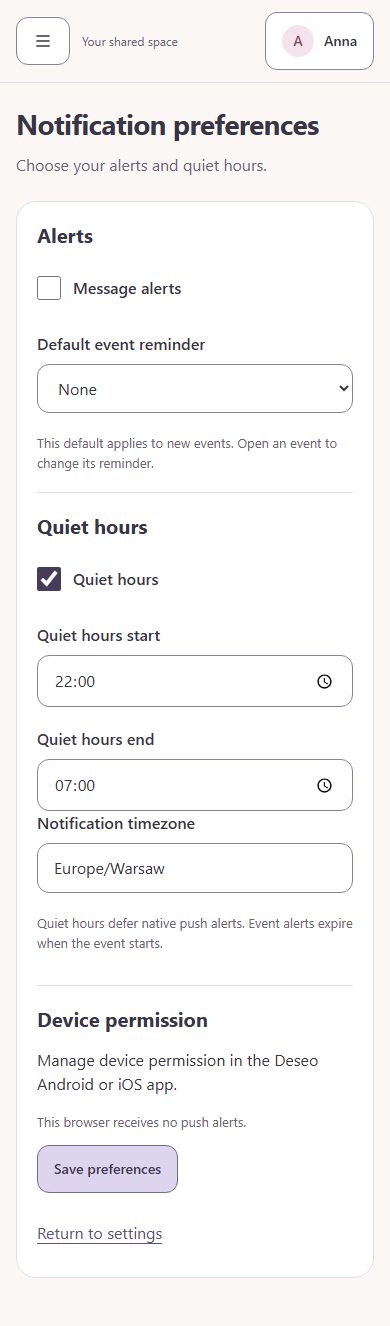 Your shared space
A
Anna
Notification preferences
Choose your alerts and quiet hours.
Alerts
Message alerts
Default event reminder
None
This default applies to new events. Open an event to
change its reminder.
Quiet hours
Quiet hours
Quiet hours start
22:00
Quiet hours end
07:00
Notification timezone
Europe/Warsaw
Quiet hours defer native push alerts. Event alerts expire
when the event starts.
Device permission
Manage device permission in the Deseo
Android or iOS app.
This browser receives no push alerts.
Save preferences
Return to settings